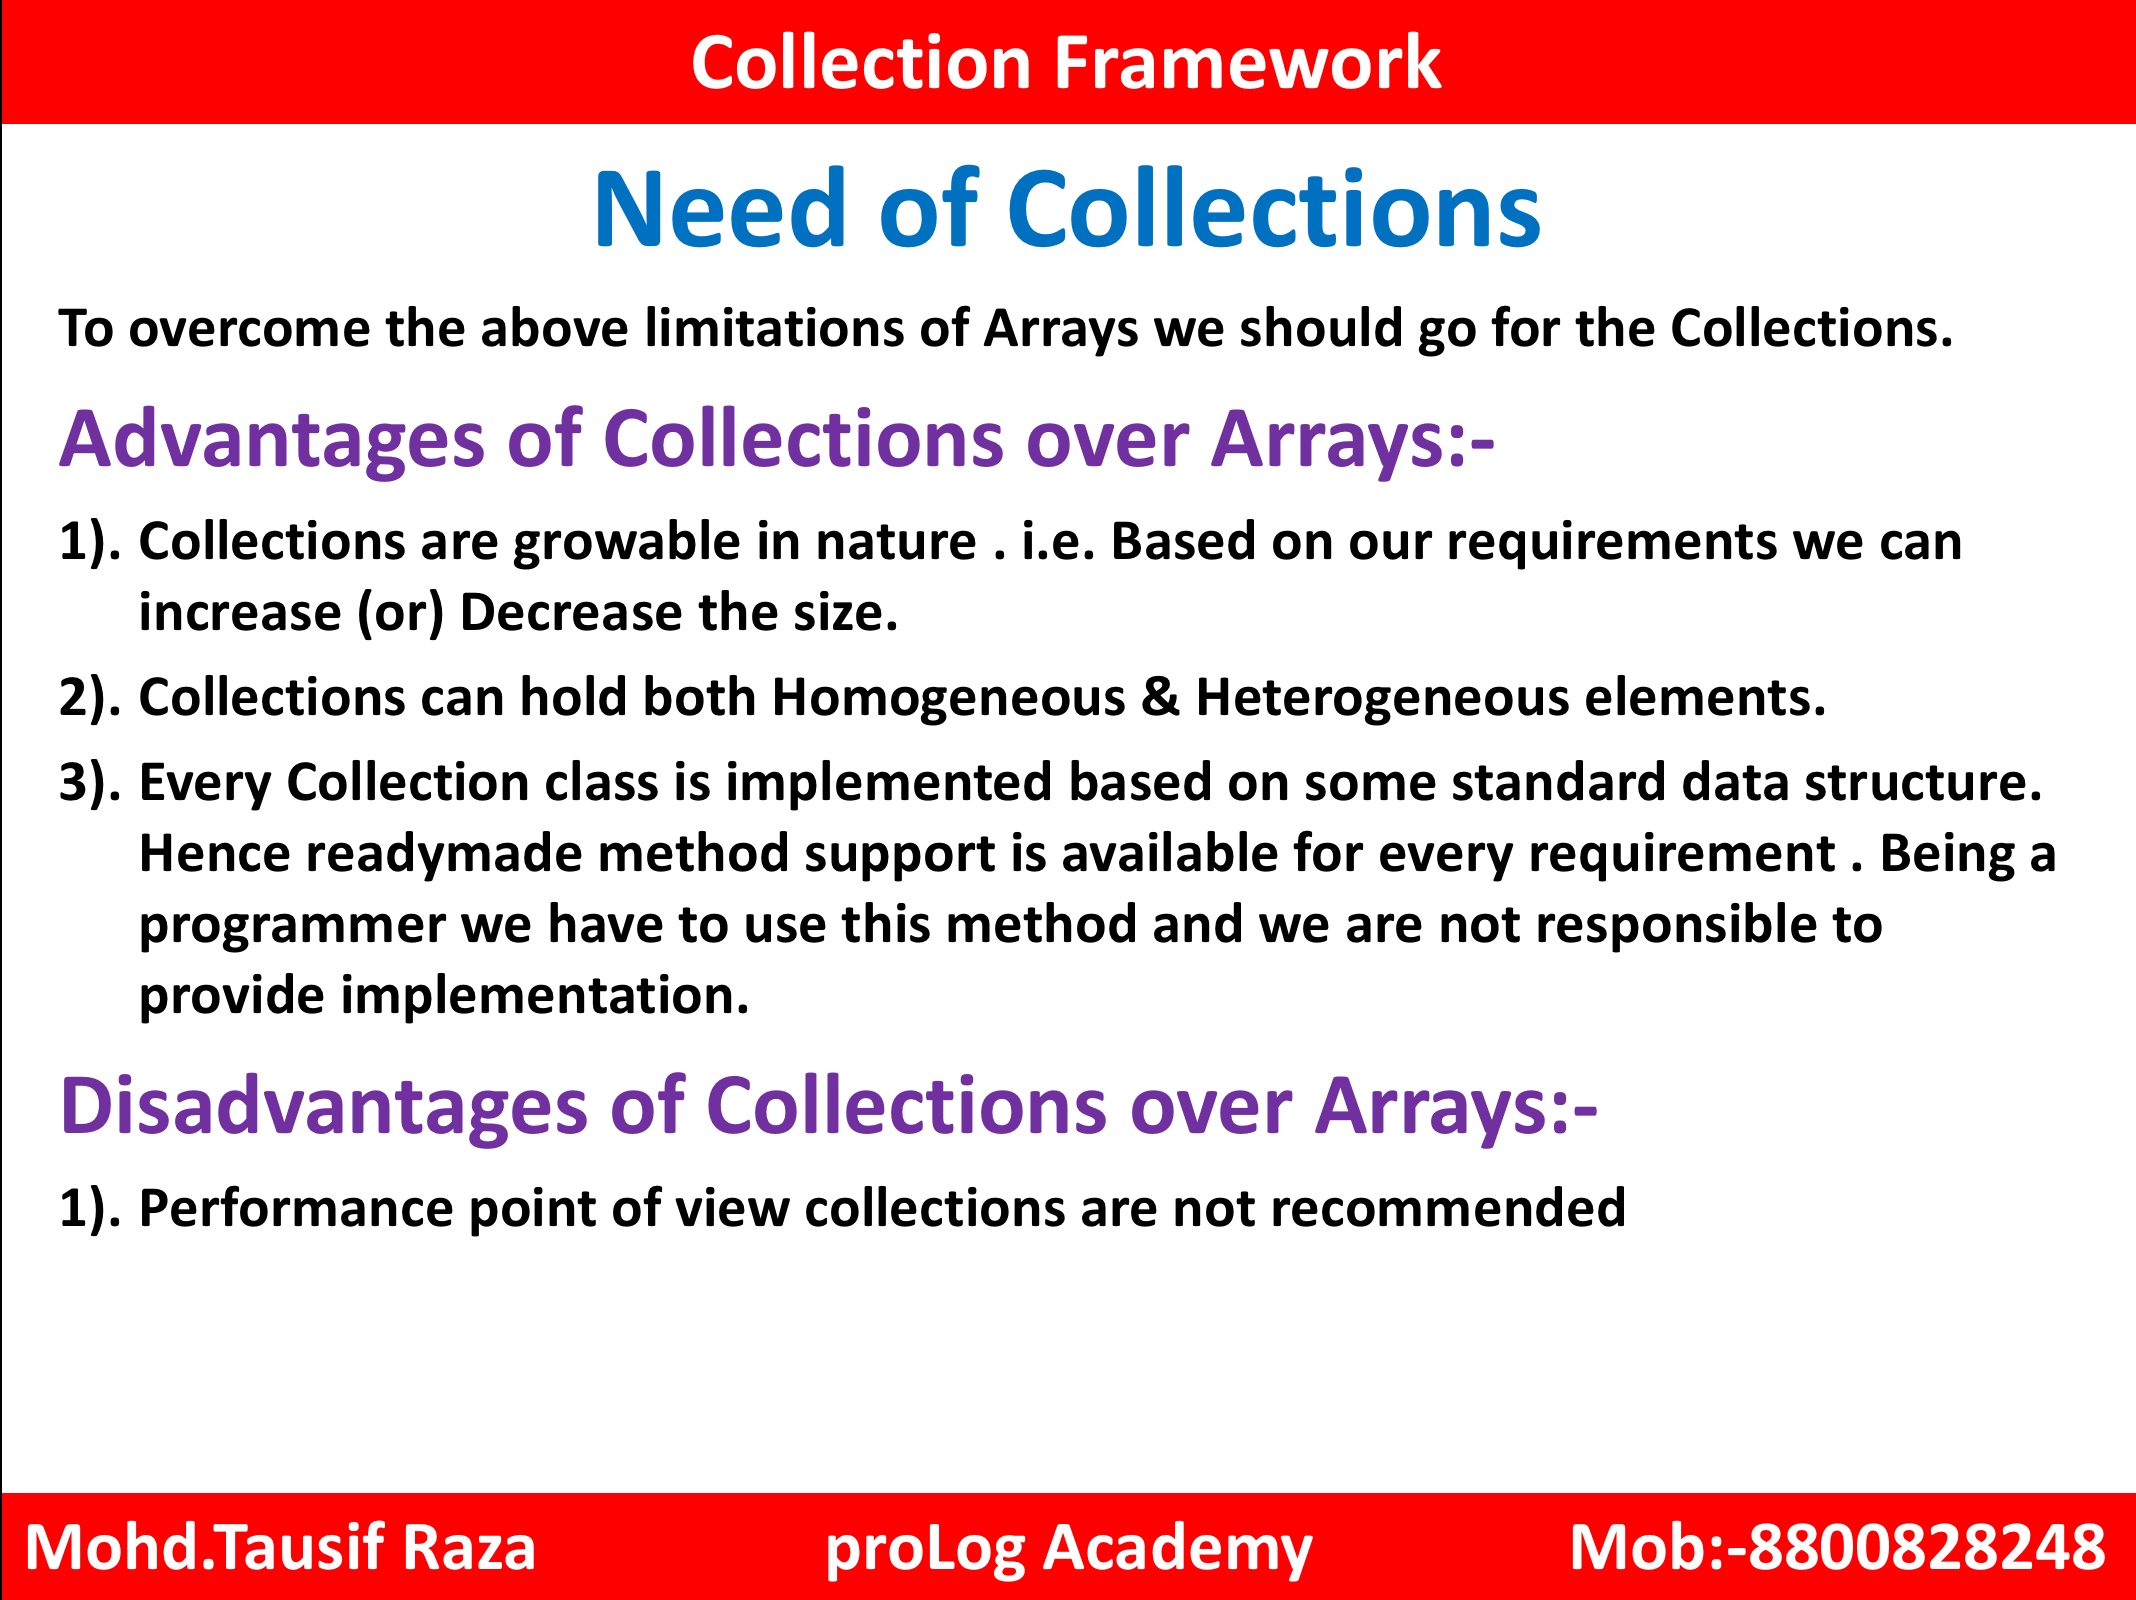 Collection Framework
Need of Collections
To overcome the above limitations of Arrays we should go for the Collections.
Advantages of Collections over Arrays:-
1). Collections are growable in nature . i.e. Based on our requirements we can
increase (or) Decrease the size.
2). Collections can hold both Homogeneous & Heterogeneous elements.
3). Every Collection class is implemented based on some standard data structure.
Hence readymade method support is available for every requirement . Being a
programmer we have to use this method and we are not responsible to
provide implementation.
Disadvantages of Collections over Arrays:-
1). Performance point of view collections are not recommended
Mohd.Tausif Raza proLog Academy Mob:-8800828248